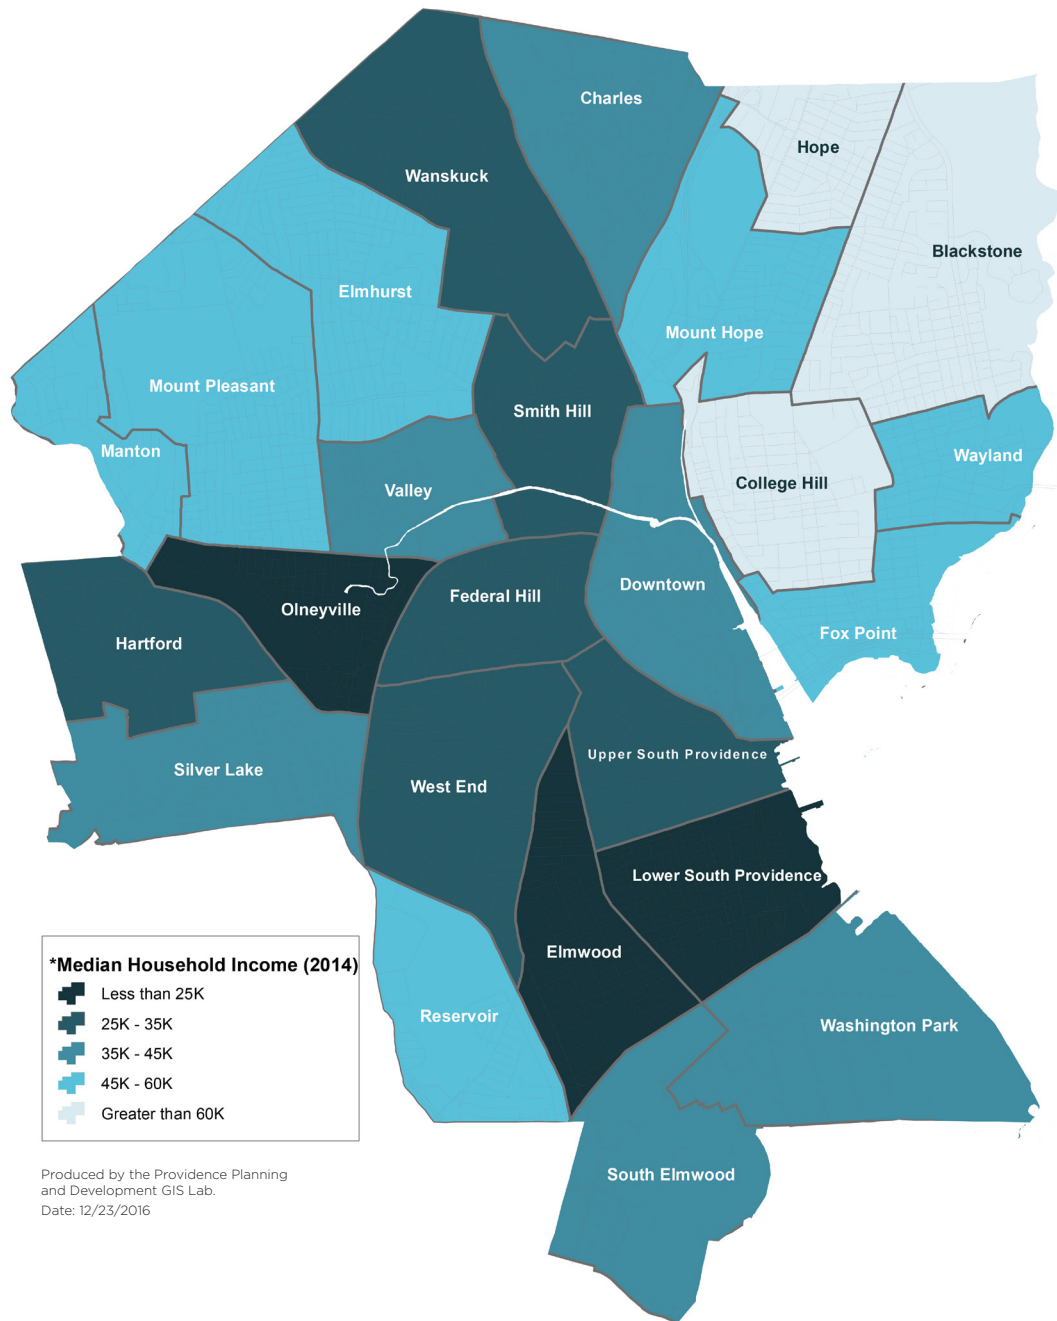 Charles
Hope
Wanskuck
Blackstone
Elmhurst
Mount Hope
Mount Pleasant
Smith Hill
Manton
Wayland
Valley
College Hill
Downtown
Federal Hill
Olneyville
Fox Point
Hartford
Upper South Providence
Silver Lake
West End
Lower South Providence
Elmwood
Reservoir
Washington Park
South Elmwood
*Median Household Income (2014)
Less than 25K
25K - 35K
35K - 45K
45K - 60K
Greater than 60K
Produced by the Providence Planning
and Development GIS Lab.
Date: 12/23/2016